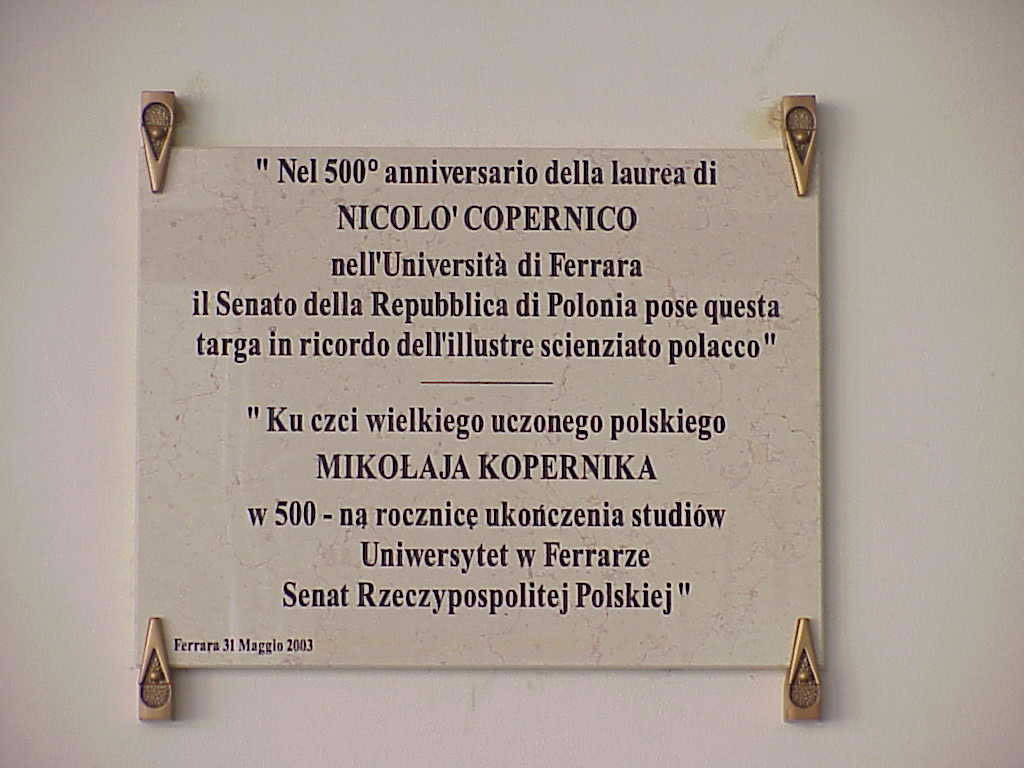 " Nel 500° anniversario della laurea di
NICOLO' COPERNICO
nell'Università di Ferrara
il Senato della Repubblica di Polonia pose questa
targa in ricordo dell'illustre scienziato polacco"
" Ku czci wielkiego uczonego polskiego
MIKOŁAJA KOPERNIKA
w 500 - ną rocznicę ukończenia studiów
Uniwersytet w Ferrarze
Senat Rzeczypospolitej Polskiej "
Ferrara 31 Maggio 2003